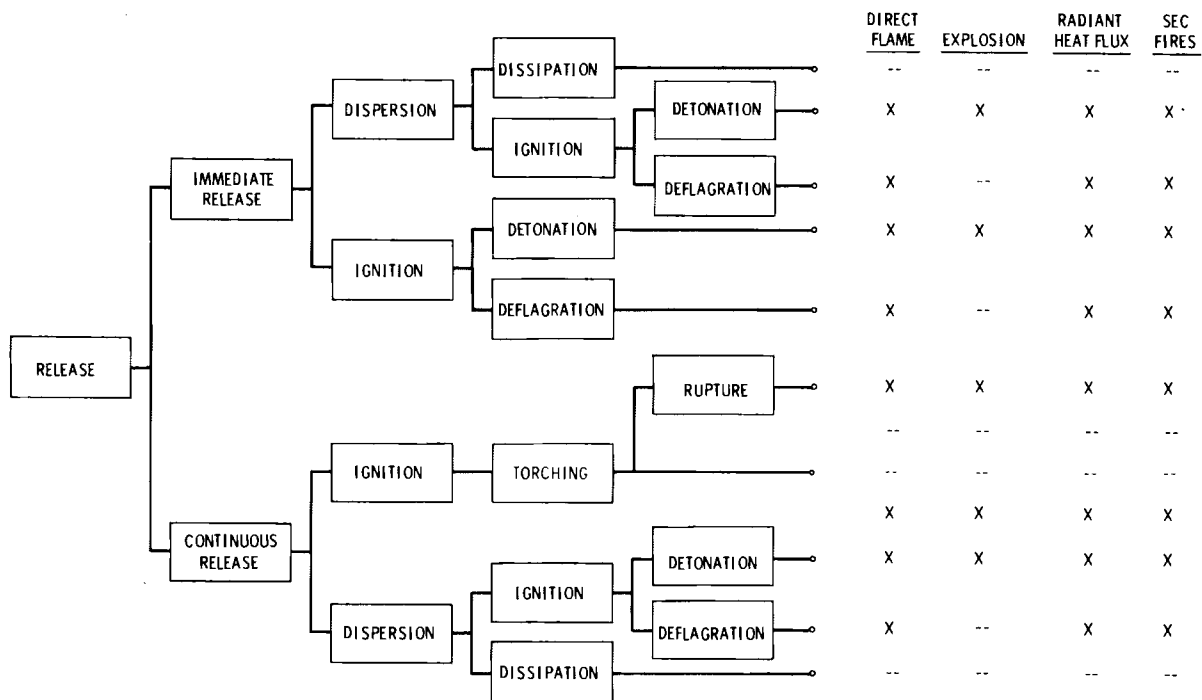 DIRECT FLAME EXPLOSION RADIANT HEAT FLUX SEC FIRES
DISSIPATION -- -- -- --
DISPERSION
DETONATION X X X X
IGNITION
IMMEDIATE RELEASE
DEFLAGRATION X -- X X
DETONATION X X X X
IGNITION
DEFLAGRATION X -- X X
RELEASE
RUPTURE X X X X
-- -- -- --
IGNITION TORCHING -- -- -- --
X X X X
CONTINUOUS RELEASE
DETONATION X X X X
IGNITION
DISPERSION
DEFLAGRATION X -- X X
DISSIPATION -- -- -- --